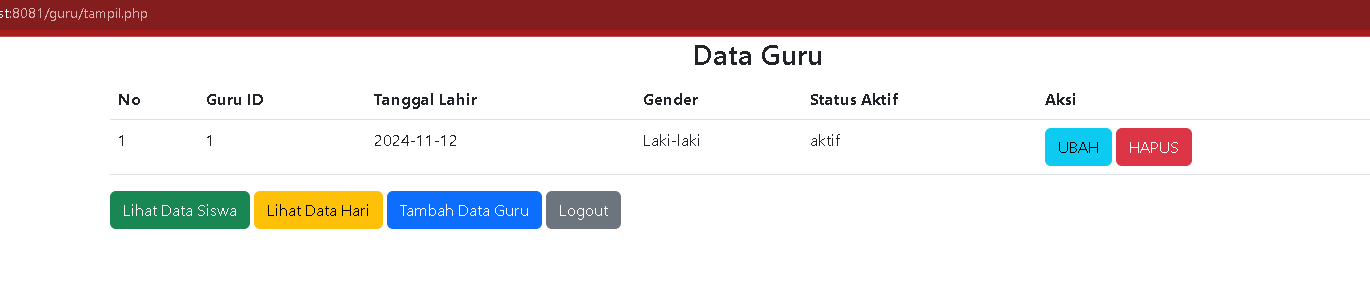 st:8081/guru/tampil.php
Data Guru
No Guru ID Tanggal Lahir Gender Status Aktif Aksi
1 1 2024-11-12 Laki-laki aktif UBAH HAPUS
Lihat Data Siswa Lihat Data Hari Tambah Data Guru Logout